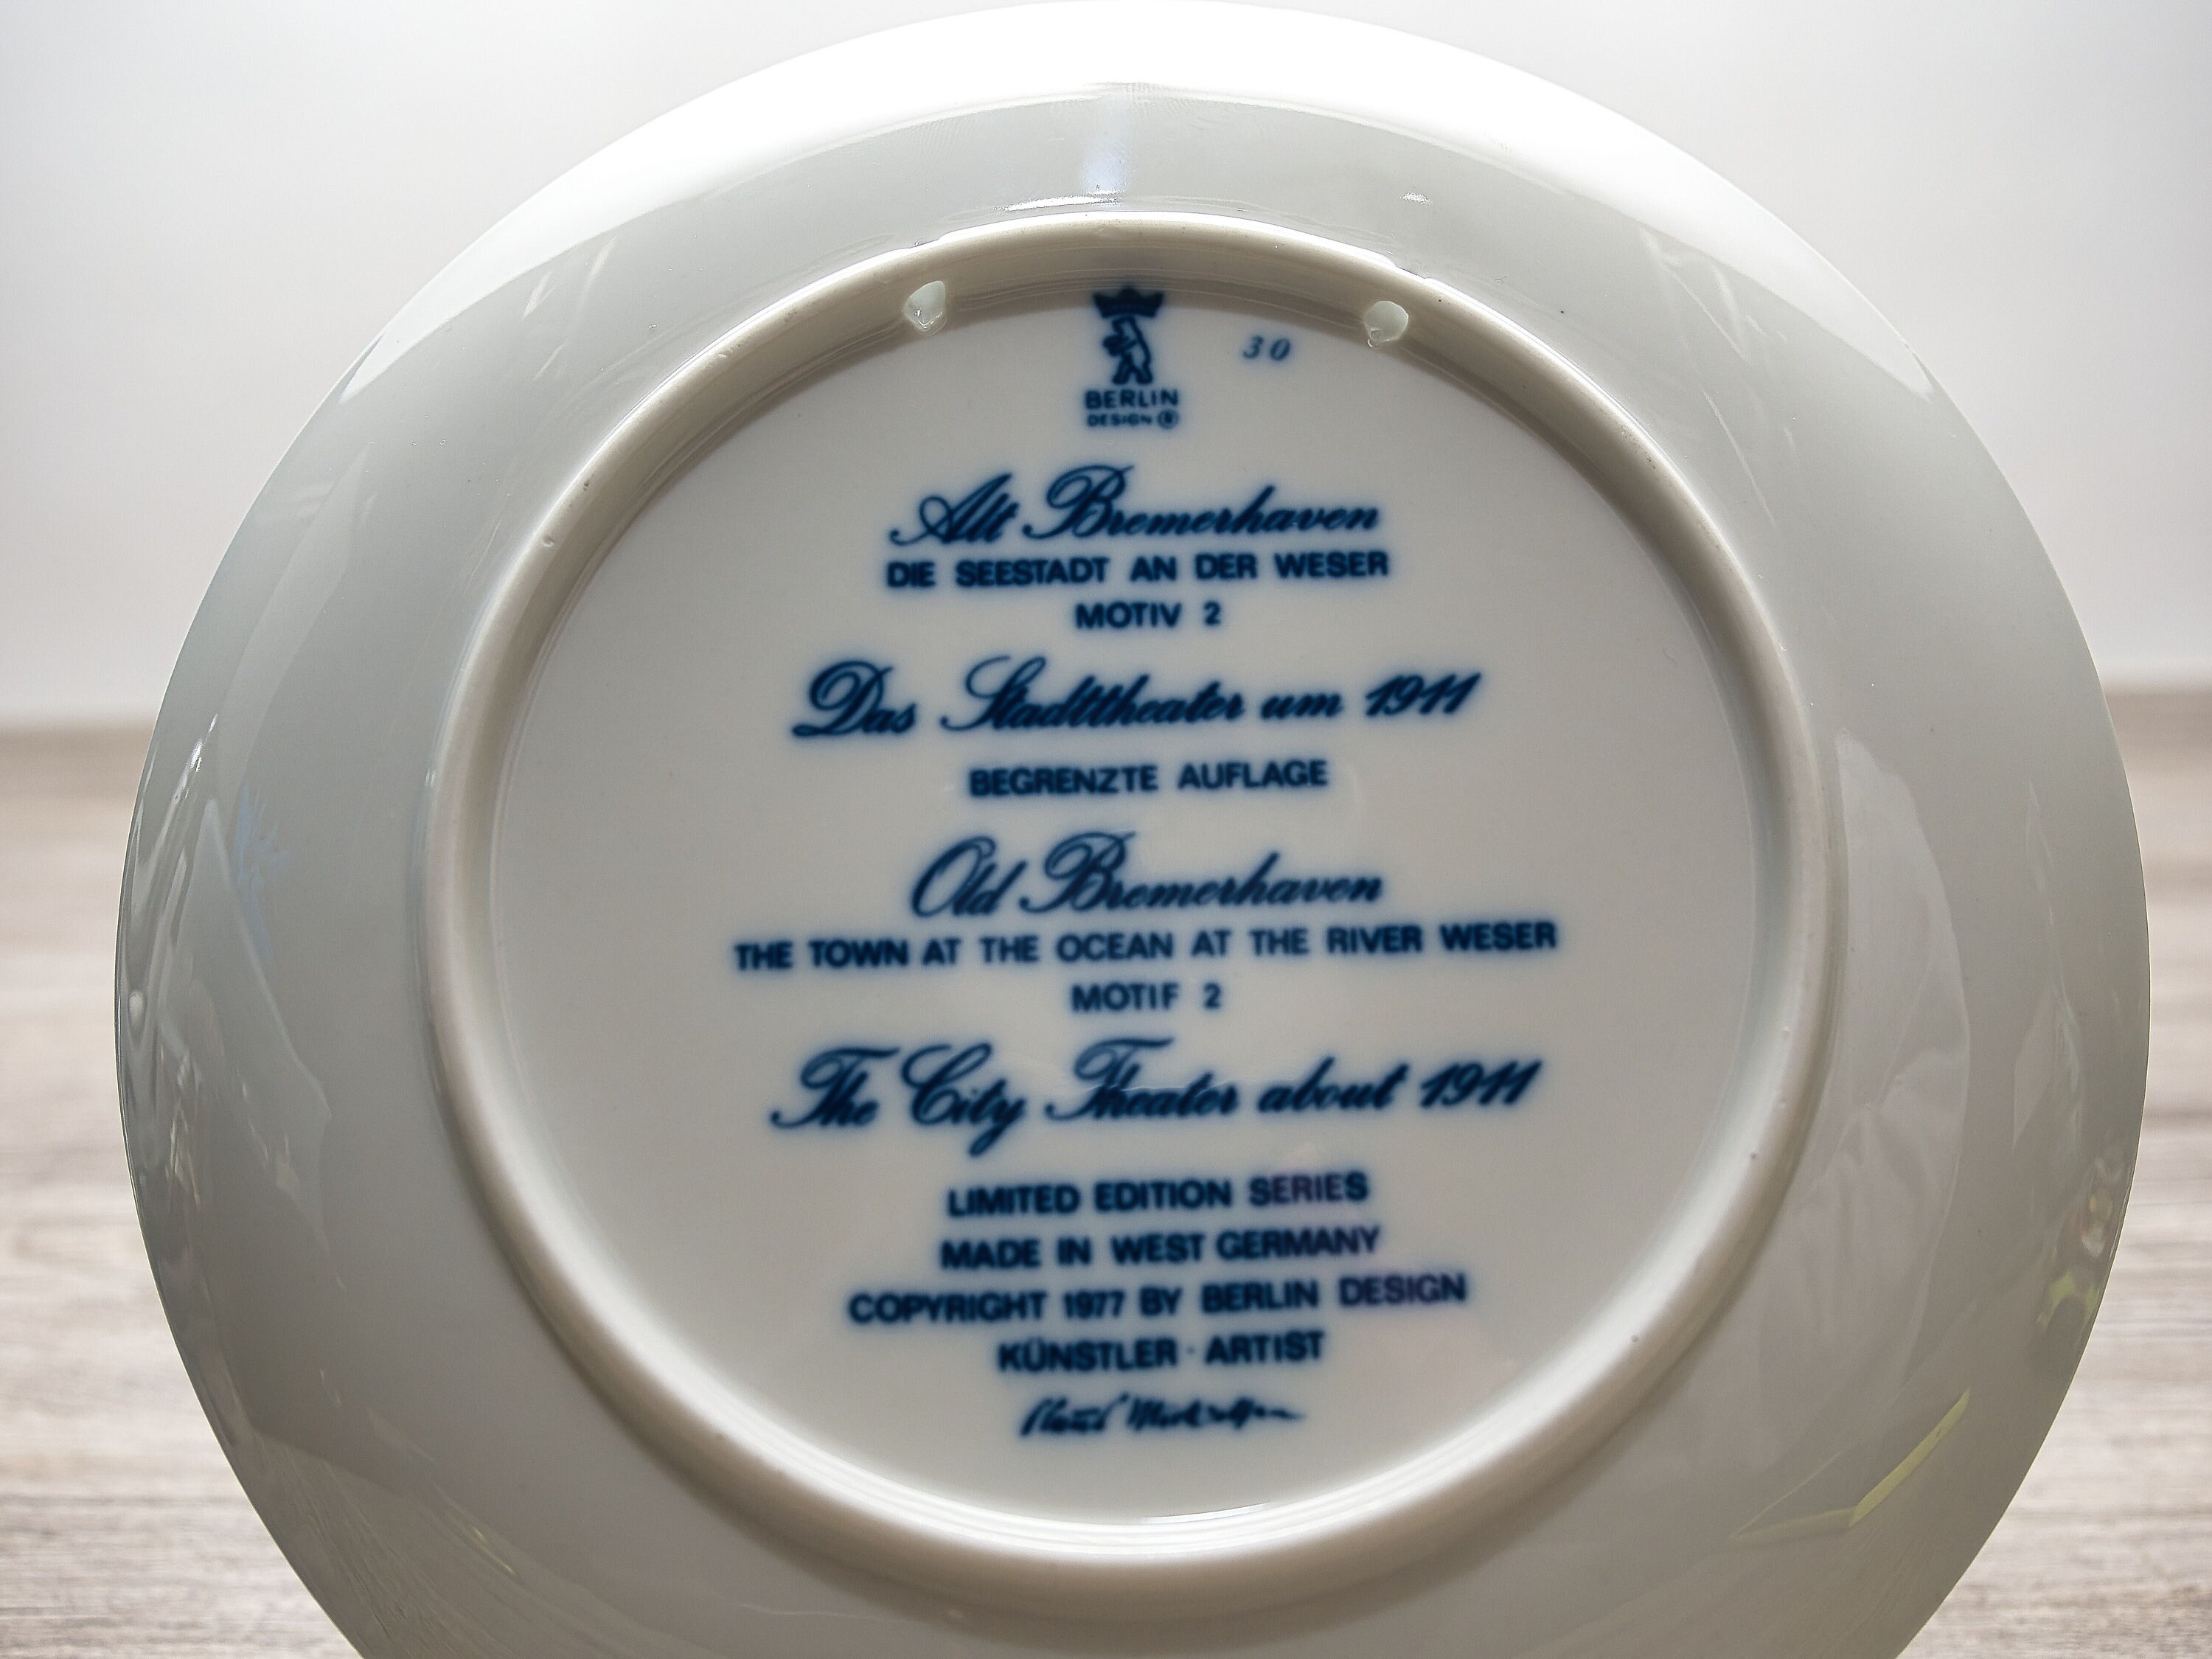 30
BERLIN
DESIGN ®
Alt Bremerhaven
DIE SEESTADT AN DER WESER
MOTIV 2
Das Stadttheater um 1911
BEGRENZTE AUFLAGE
Old Bremerhaven
THE TOWN AT THE OCEAN AT THE RIVER WESER
MOTIF 2
The City Theater about 1911
LIMITED EDITION SERIES
MADE IN WEST GERMANY
COPYRIGHT 1977 BY BERLIN DESIGN
KÜNSTLER · ARTIST